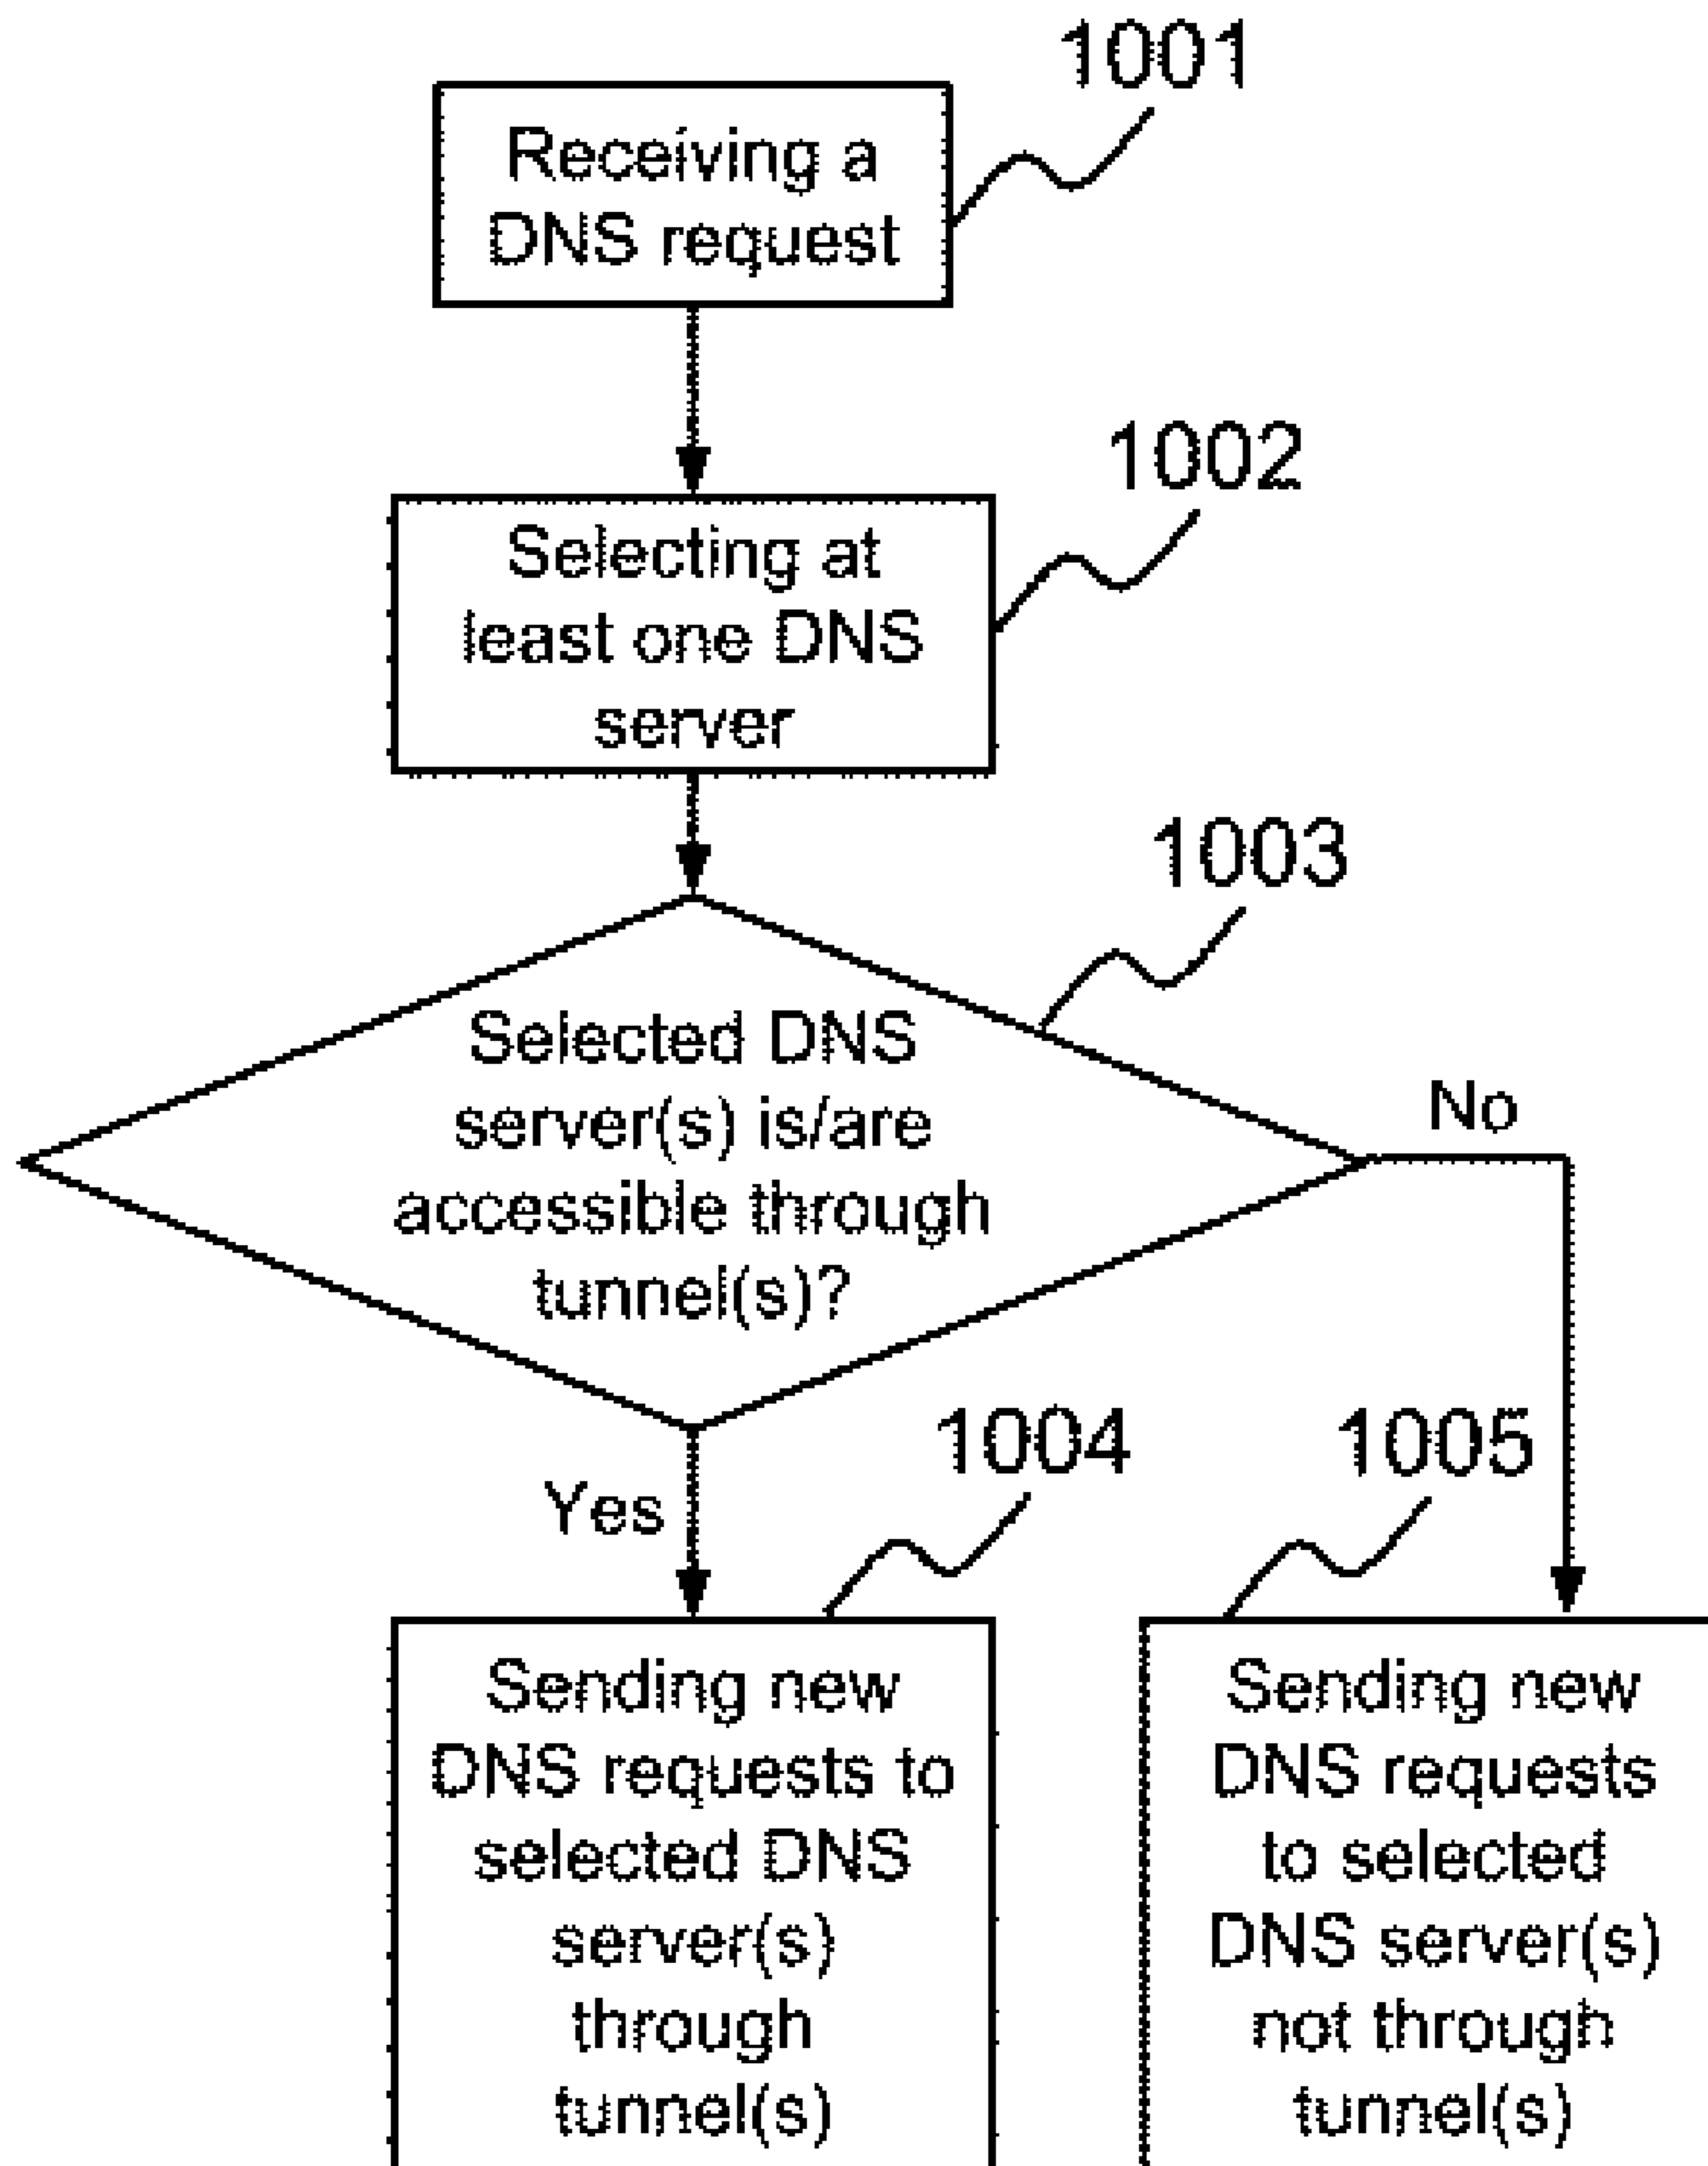 1001
Receiving a
DNS request
1002
Selecting at
least one DNS
server
1003
Selected DNS
server(s) is/are
accessible through
tunnel(s)?
No
Yes
1004
1005
Sending new
DNS requests to
selected DNS
server(s)
through
tunnel(s)
Sending new
DNS requests
to selected
DNS server(s)
not through
tunnel(s)